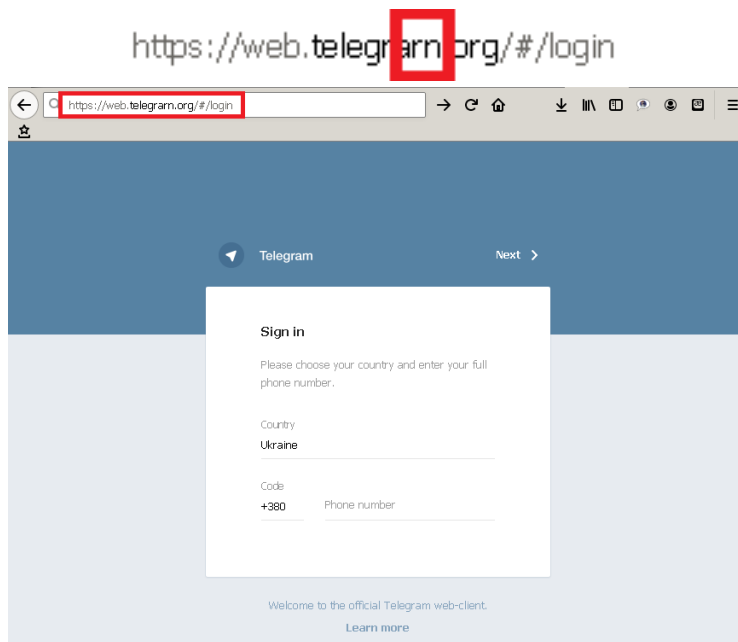 https://web.telegrarn.org/#/login
https://web.telegrarn.org/#/login
Telegram
Next
Sign in
Please choose your country and enter your full
phone number.
Country
Ukraine
Code
+380 Phone number
Welcome to the official Telegram web-client.
Learn more